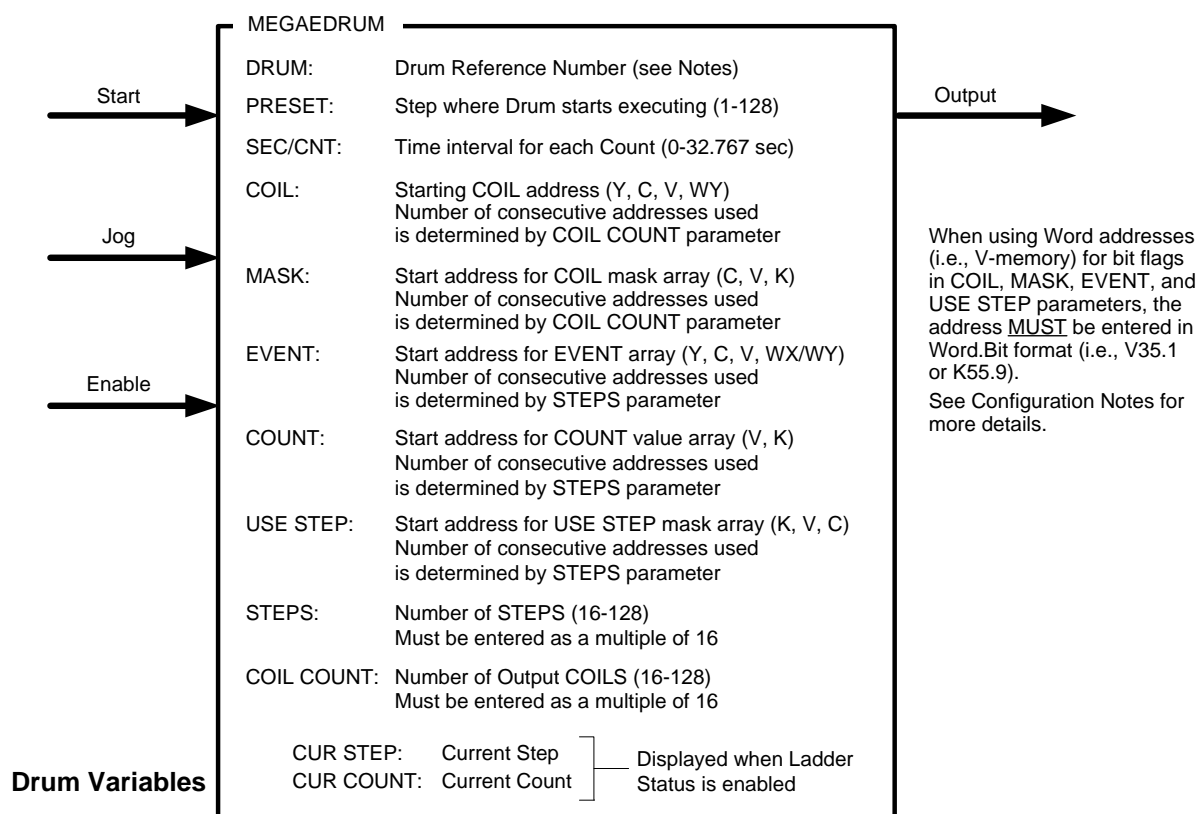 MEGAEDRUM
DRUM: Drum Reference Number (see Notes)
Start
PRESET: Step where Drum starts executing (1-128)
Output
SEC/CNT: Time interval for each Count (0-32.767 sec)
COIL: Starting COIL address (Y, C, V, WY)
Number of consecutive addresses used
is determined by COIL COUNT parameter
Jog
MASK: Start address for COIL mask array (C, V, K)
Number of consecutive addresses used
is determined by COIL COUNT parameter
EVENT: Start address for EVENT array (Y, C, V, WX/WY)
Number of consecutive addresses used
is determined by STEPS parameter
Enable
COUNT: Start address for COUNT value array (V, K)
Number of consecutive addresses used
is determined by STEPS parameter
USE STEP: Start address for USE STEP mask array (K, V, C)
Number of consecutive addresses used
is determined by STEPS parameter
STEPS: Number of STEPS (16-128)
Must be entered as a multiple of 16
COIL COUNT: Number of Output COILS (16-128)
Must be entered as a multiple of 16
CUR STEP: Current Step
CUR COUNT: Current Count
Displayed when Ladder
Status is enabled
Drum Variables
When using Word addresses
(i.e., V-memory) for bit flags
in COIL, MASK, EVENT, and
USE STEP parameters, the
address MUST be entered in
Word.Bit format (i.e., V35.1
or K55.9).
See Configuration Notes for
more details.